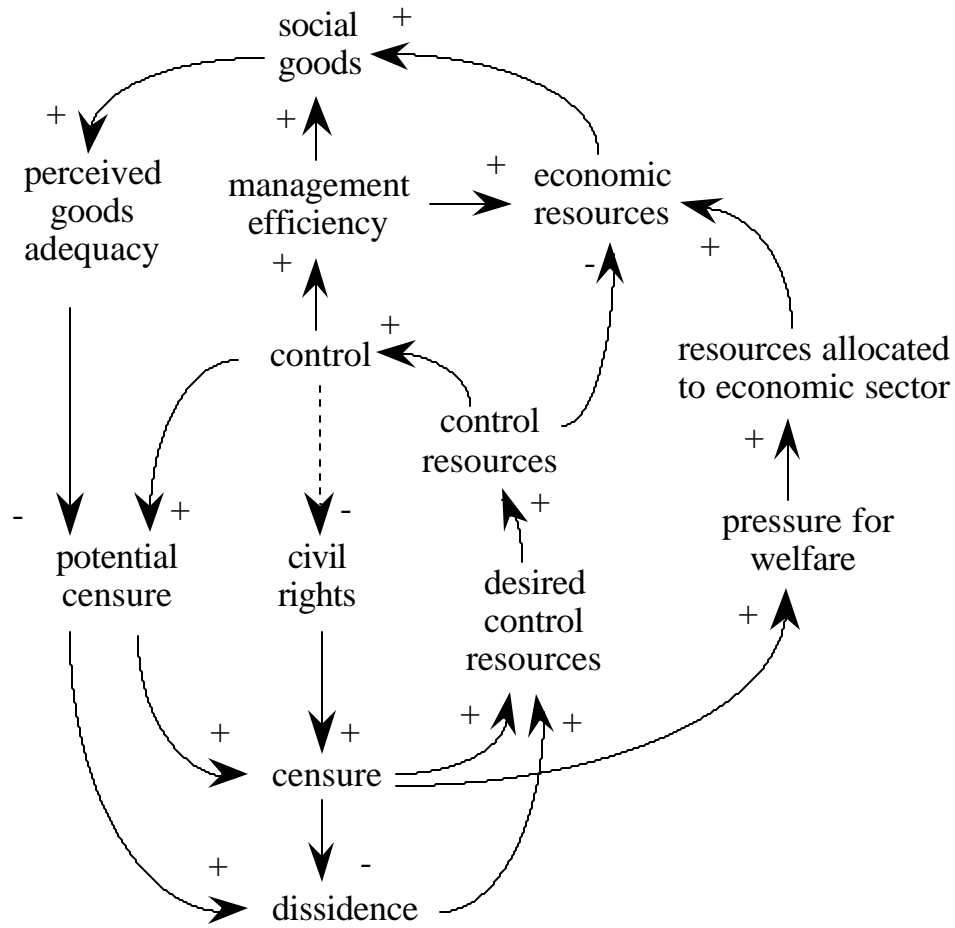 social
goods
+
+
+
perceived
goods
adequacy
management
efficiency
+
economic
resources
+
-
+
control
+
resources allocated
to economic sector
control
resources
+
-
+
-
+
potential
censure
civil
rights
desired
control
resources
pressure for
welfare
+
+
+
+
+
censure
+
-
dissidence